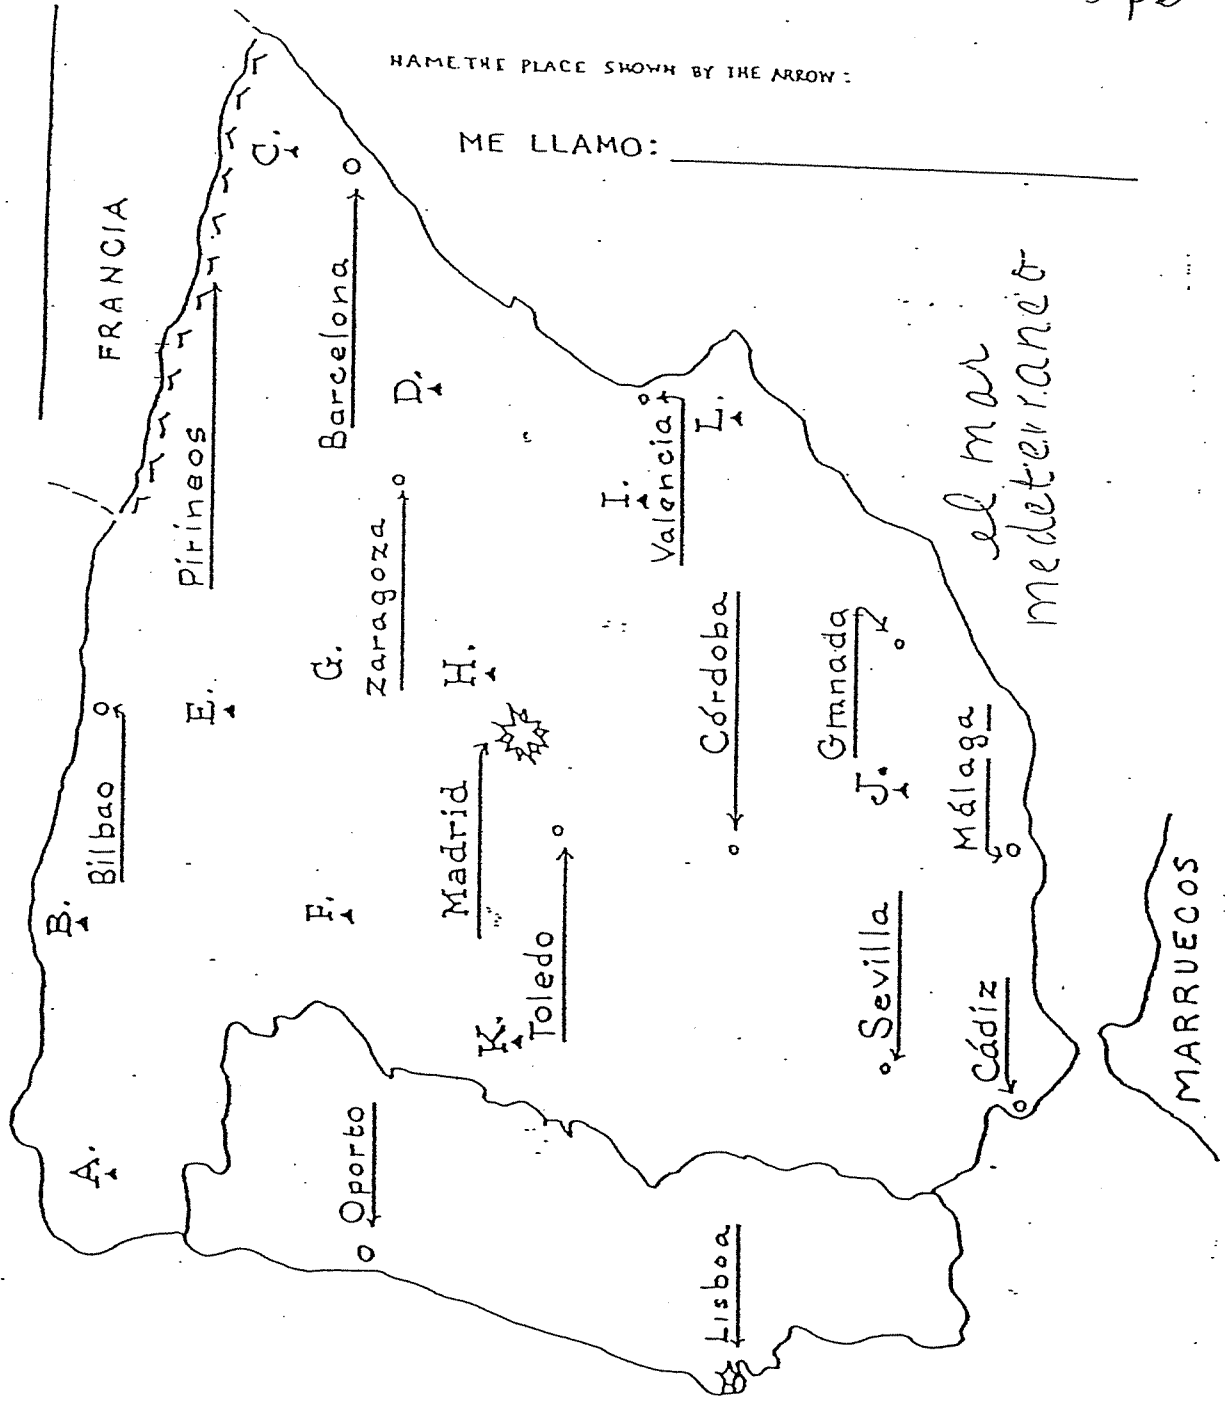 NAME THE PLACE SHOWN BY THE ARROW:
ME LLAMO:
FRANCIA
Pirineos
C.
Barcelona
D.
Zaragoza
Bilbao
B.
E.
G.
H.
F.
Madrid
Toledo
K.
A.
Oporto
Lisboa
I.
Valencia
L.
Córdoba
Granada
J.
Málaga
Sevilla
Cádiz
el mar
medeterraneo
MARRUECOS